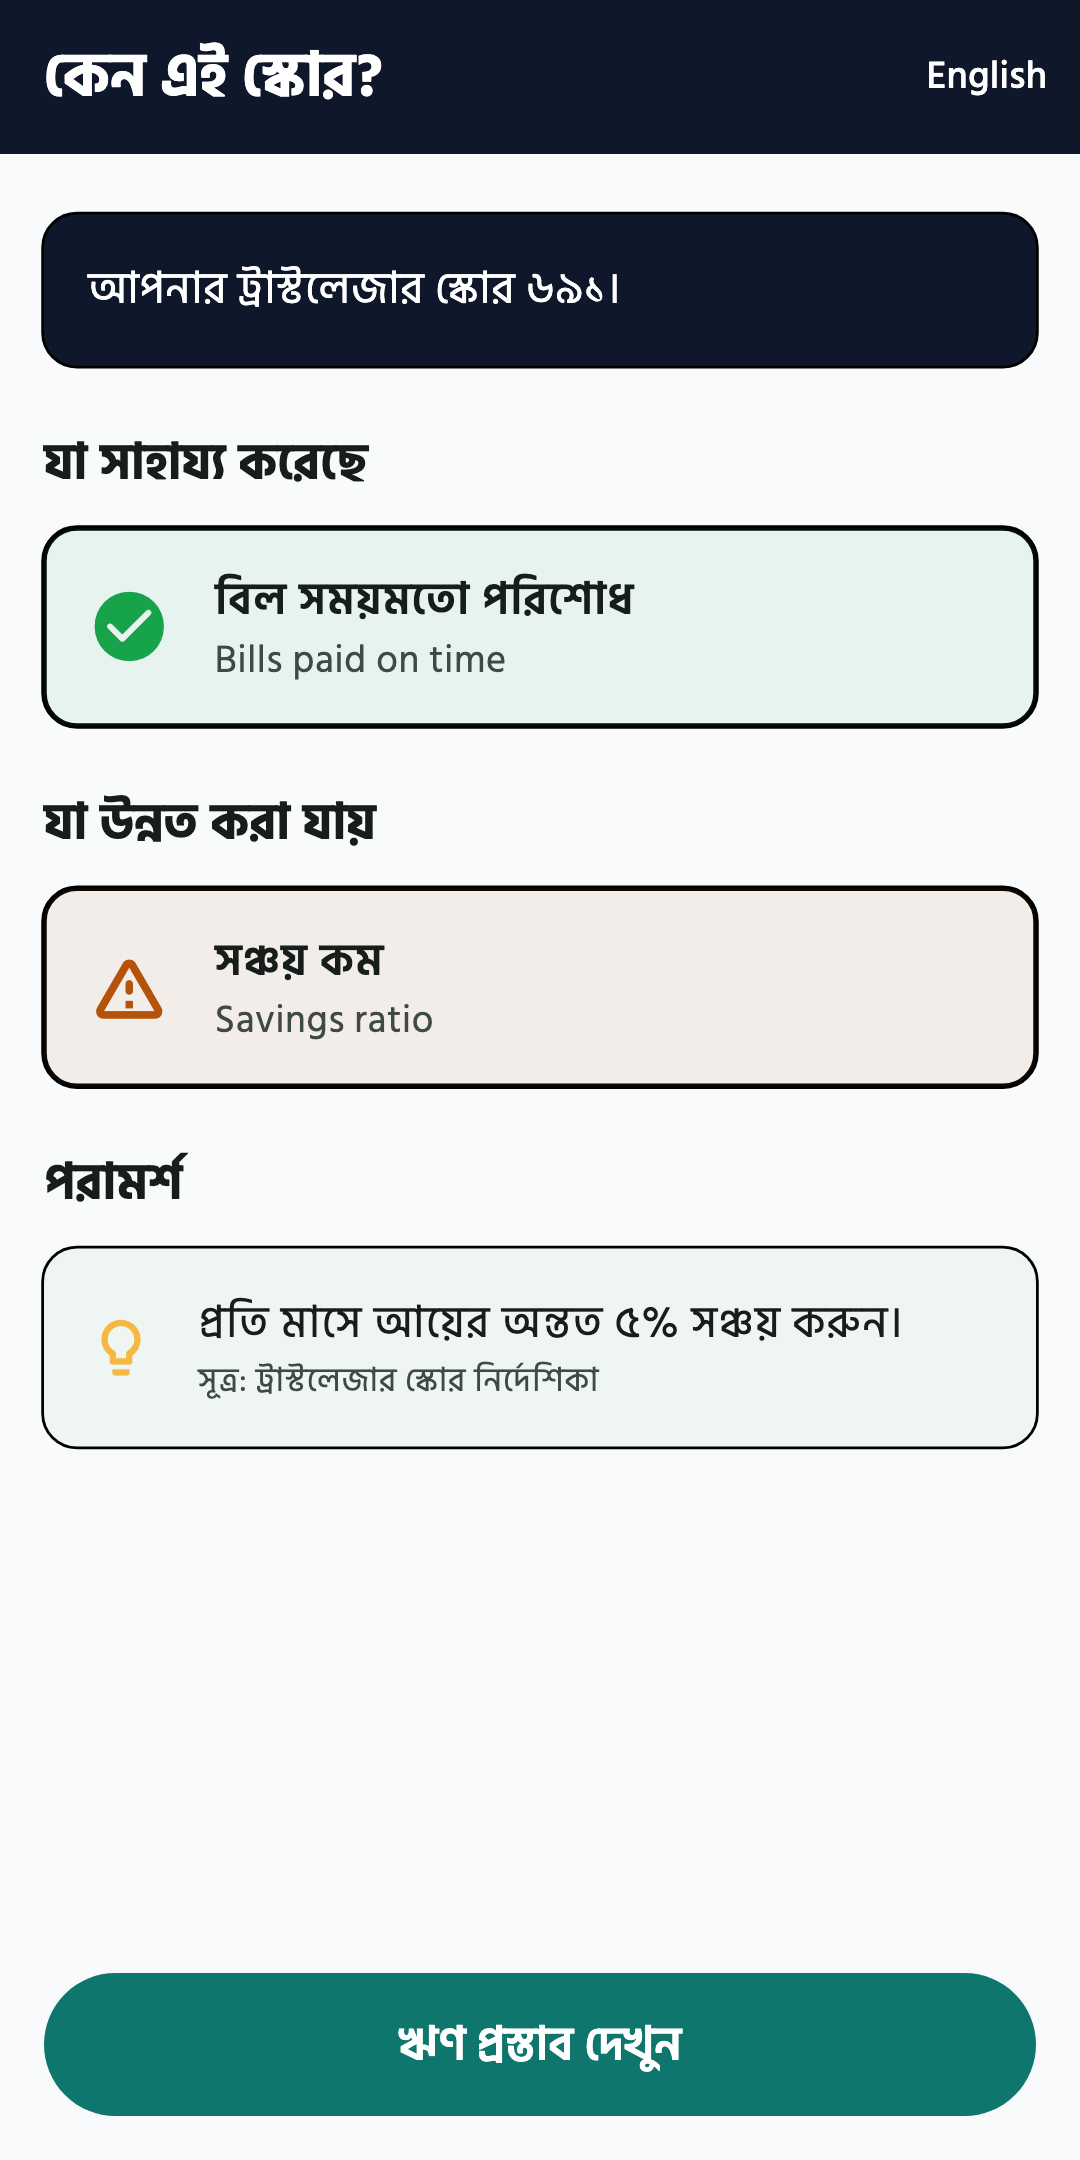 কেন এই স্কোর?
English
আপনার ট্রাস্টলেজার স্কোর ৬৯১।
যা সাহায্য করেছে
বিল সময়মতো পরিশোধ
Bills paid on time
যা উন্নত করা যায়
সঞ্চয় কম
Savings ratio
পরামর্শ
প্রতি মাসে আয়ের অন্তত ৫% সঞ্চয় করুন।
সূত্র: ট্রাস্টলেজার স্কোর নির্দেশিকা
ঋণ প্রস্তাব দেখুন